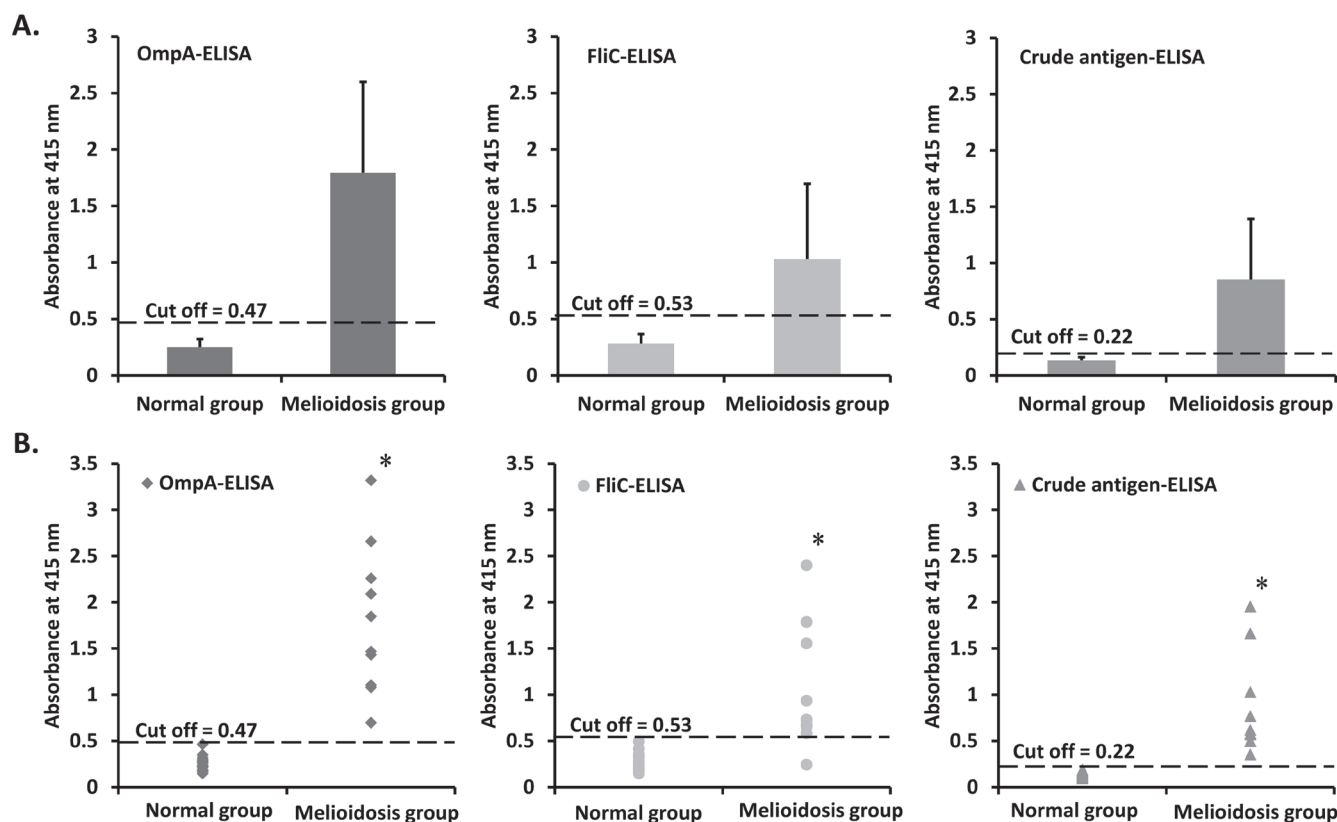 A.
OmpA-ELISA
Absorbance at 415 nm
3
2.5
2
1.5
1
0.5
0
Cut off = 0.47
Normal group
Melioidosis group
FliC-ELISA
Absorbance at 415 nm
3
2.5
2
1.5
1
0.5
0
Cut off = 0.53
Normal group
Melioidosis group
Crude antigen-ELISA
Absorbance at 415 nm
3
2.5
2
1.5
1
0.5
0
Cut off = 0.22
Normal group
Melioidosis group
B.
OmpA-ELISA
*
Absorbance at 415 nm
3.5
3
2.5
2
1.5
1
0.5
0
Cut off = 0.47
Normal group
Melioidosis group
FliC-ELISA
*
Absorbance at 415 nm
3.5
3
2.5
2
1.5
1
0.5
0
Cut off = 0.53
Normal group
Melioidosis group
Crude antigen-ELISA
*
Absorbance at 415 nm
3.5
3
2.5
2
1.5
1
0.5
0
Cut off = 0.22
Normal group
Melioidosis group